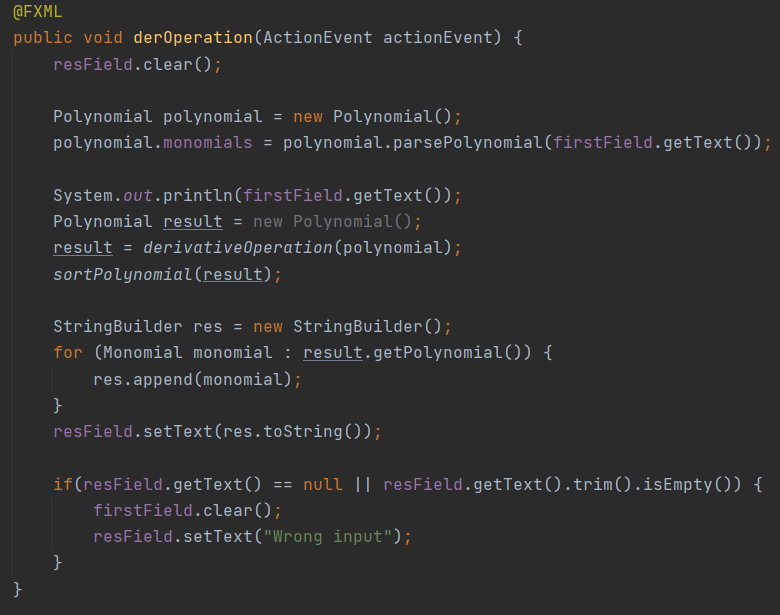 @FXML
public void derOperation(ActionEvent actionEvent) {
    resField.clear();
    Polynomial polynomial = new Polynomial();
    polynomial.monomials = polynomial.parsePolynomial(firstField.getText());
    System.out.println(firstField.getText());
    Polynomial result = new Polynomial();
    result = derivativeOperation(polynomial);
    sortPolynomial(result);
    StringBuilder res = new StringBuilder();
    for (Monomial monomial : result.getPolynomial()) {
        res.append(monomial);
    }
    resField.setText(res.toString());
    if(resField.getText() == null || resField.getText().trim().isEmpty()) {
        firstField.clear();
        resField.setText("Wrong input");
    }
}